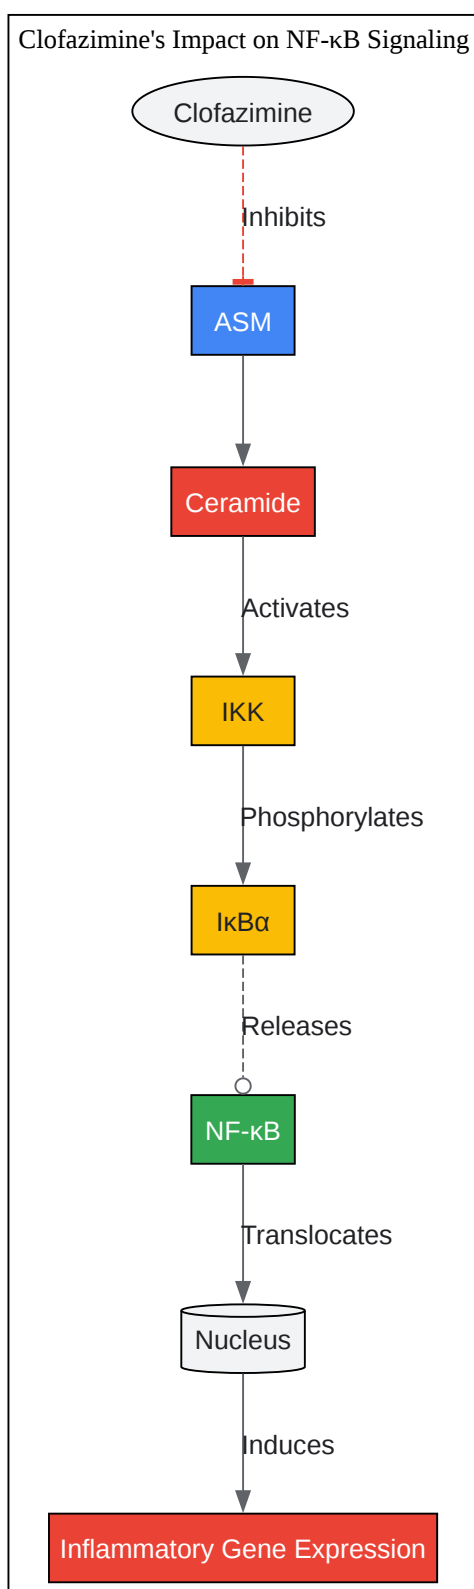 Clofazimine's Impact on NF-κB Signaling
Clofazimine
Inhibits
ASM
Ceramide
Activates
IKK
Phosphorylates
IκBα
Releases
NF-κB
Translocates
Nucleus
Induces
Inflammatory Gene Expression